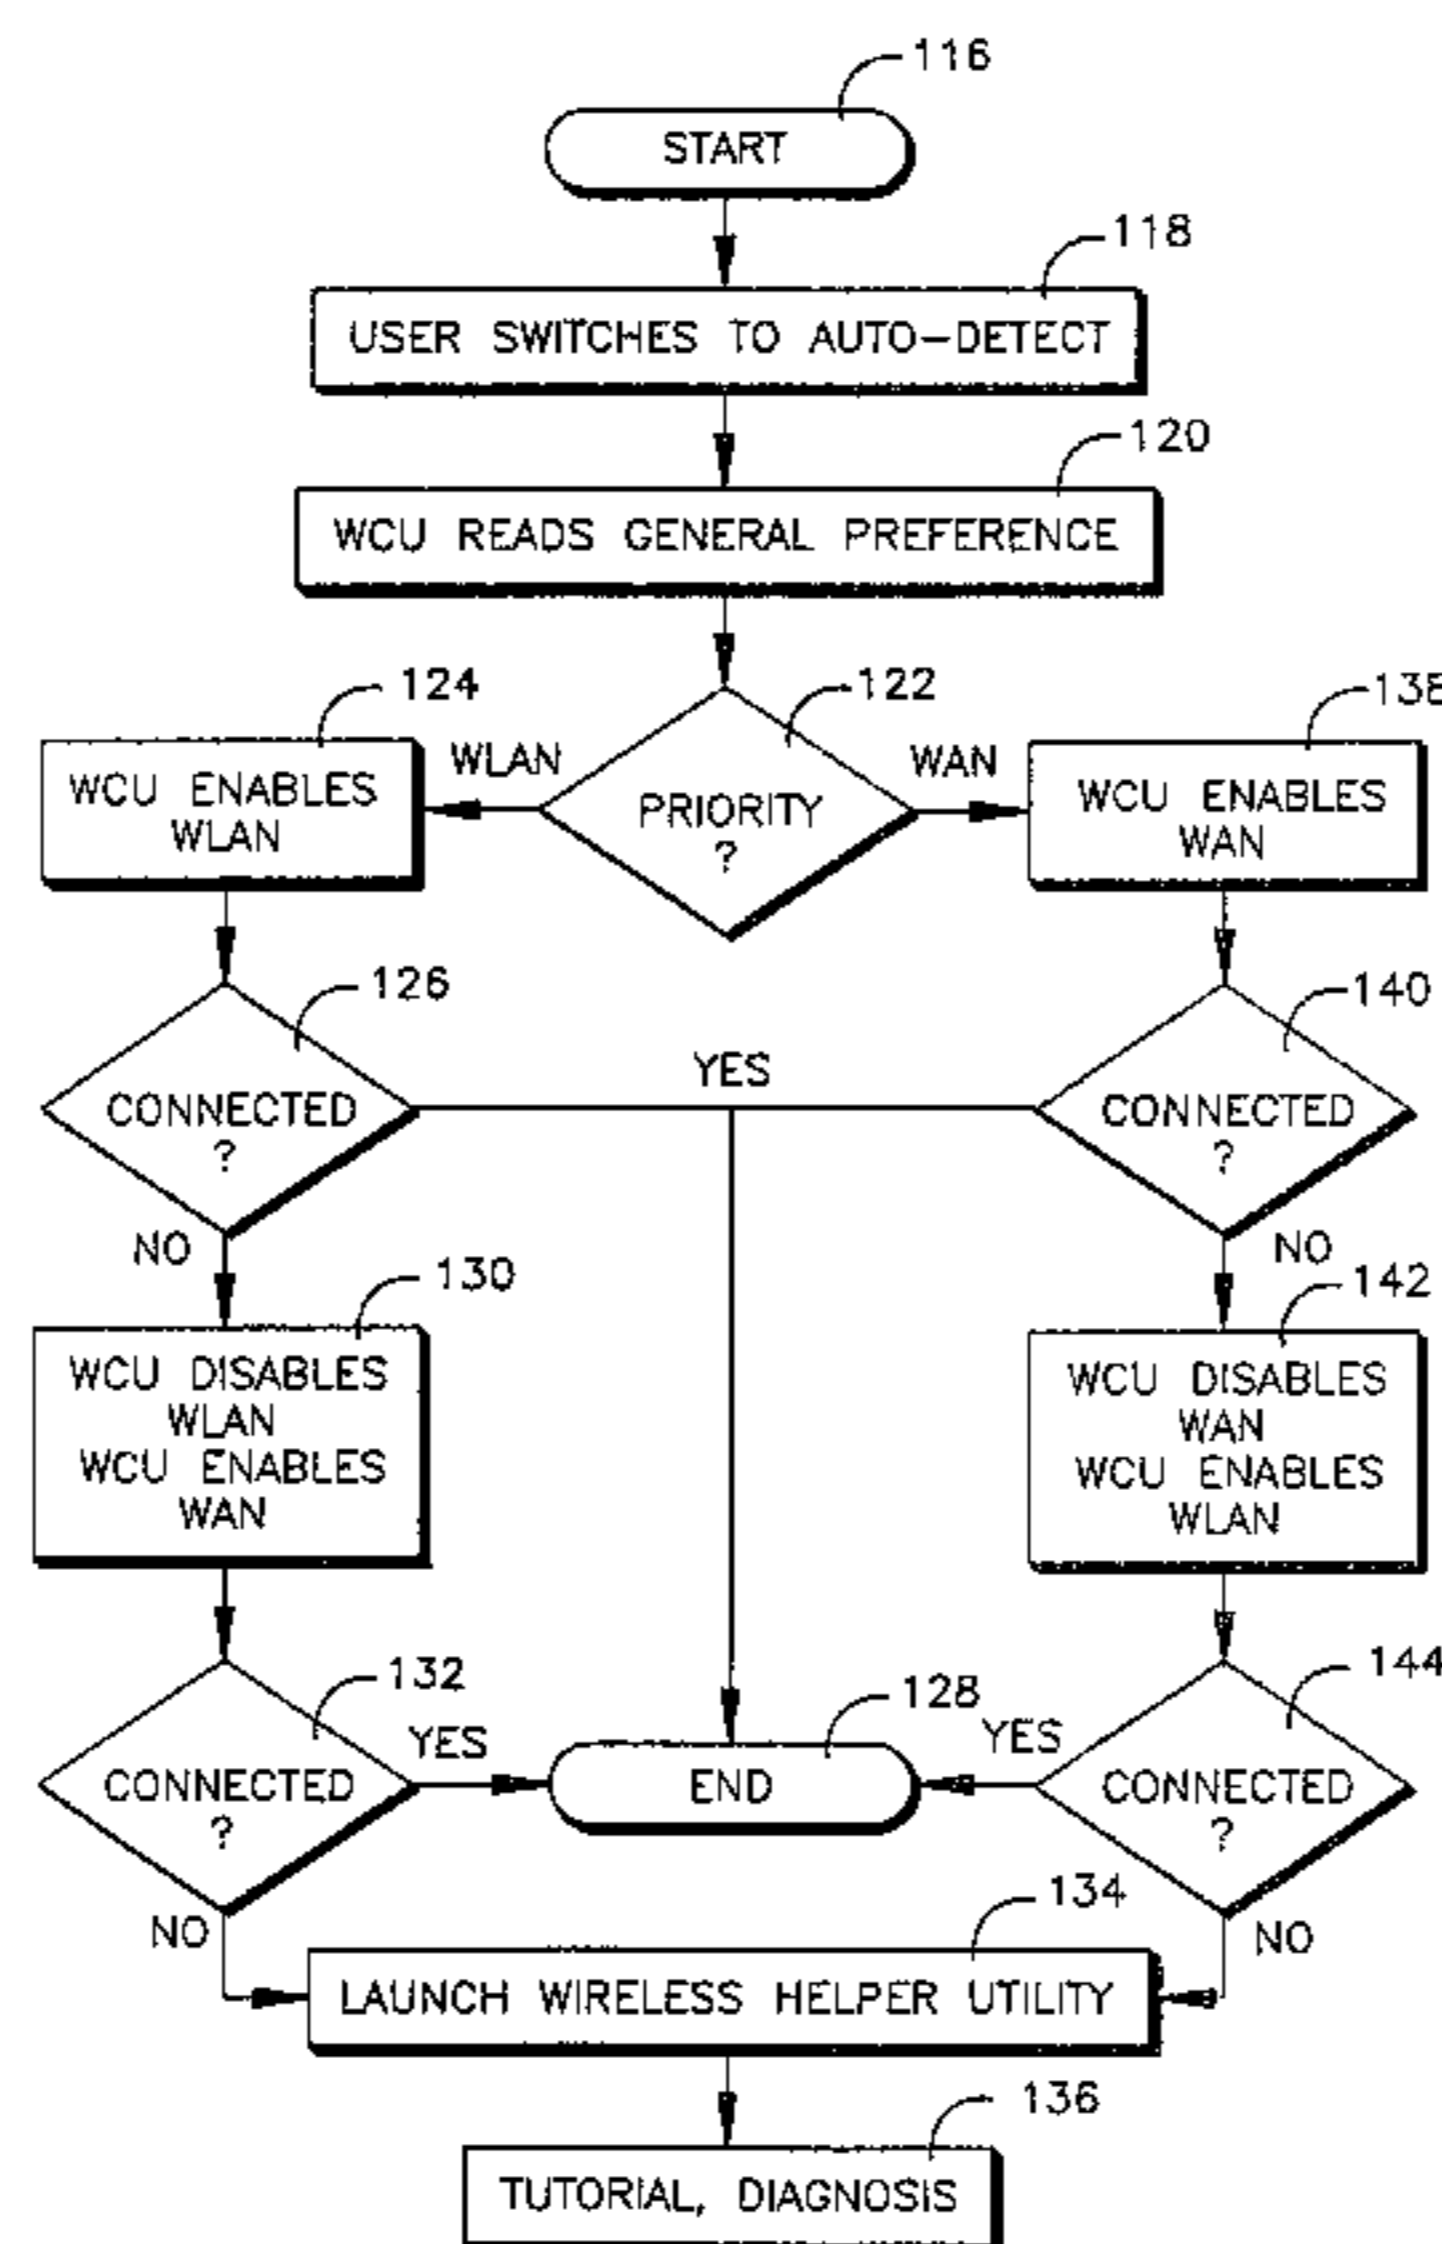 116
START
118
USER SWITCHES TO AUTO-DETECT
120
WCU READS GENERAL PREFERENCE
124
122
138
WLAN
WAN
WCU ENABLES
WLAN
PRIORITY
?
WCU ENABLES
WAN
126
140
YES
CONNECTED
?
CONNECTED
?
NO
NO
130
142
WCU DISABLES
WLAN
WCU ENABLES
WAN
WCU DISABLES
WAN
WCU ENABLES
WLAN
132
128
144
YES
YES
CONNECTED
?
END
CONNECTED
?
NO
134
NO
LAUNCH WIRELESS HELPER UTILITY
136
TUTORIAL, DIAGNOSIS